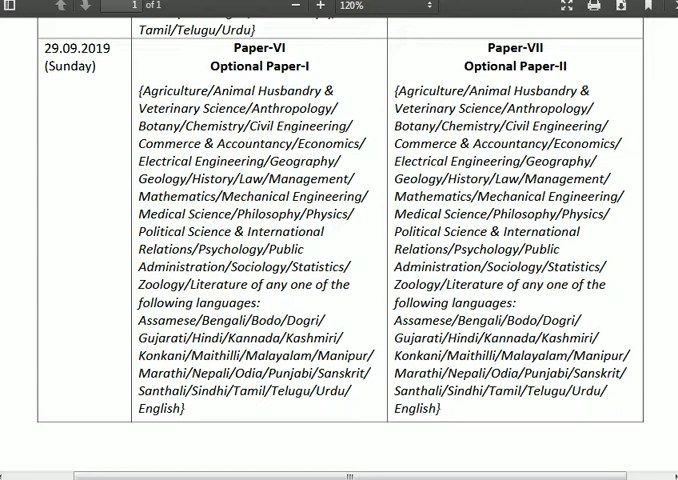 1 of 1 120%
Tamil/Telugu/Urdu}
29.09.2019
(Sunday)
Paper-VI
Optional Paper-I
{Agriculture/Animal Husbandry &
Veterinary Science/Anthropology/
Botany/Chemistry/Civil Engineering/
Commerce & Accountancy/Economics/
Electrical Engineering/Geography/
Geology/History/Law/Management/
Mathematics/Mechanical Engineering/
Medical Science/Philosophy/Physics/
Political Science & International
Relations/Psychology/Public
Administration/Sociology/Statistics/
Zoology/Literature of any one of the
following languages:
Assamese/Bengali/Bodo/Dogri/
Gujarati/Hindi/Kannada/Kashmiri/
Konkani/Maithilli/Malayalam/Manipur/
Marathi/Nepali/Odia/Punjabi/Sanskrit/
Santhali/Sindhi/Tamil/Telugu/Urdu/
English}
Paper-VII
Optional Paper-II
{Agriculture/Animal Husbandry &
Veterinary Science/Anthropology/
Botany/Chemistry/Civil Engineering/
Commerce & Accountancy/Economics/
Electrical Engineering/Geography/
Geology/History/Law/Management/
Mathematics/Mechanical Engineering/
Medical Science/Philosophy/Physics/
Political Science & International
Relations/Psychology/Public
Administration/Sociology/Statistics/
Zoology/Literature of any one of the
following languages:
Assamese/Bengali/Bodo/Dogri/
Gujarati/Hindi/Kannada/Kashmiri/
Konkani/Maithilli/Malayalam/Manipur/
Marathi/Nepali/Odia/Punjabi/Sanskrit/
Santhali/Sindhi/Tamil/Telugu/Urdu/
English}